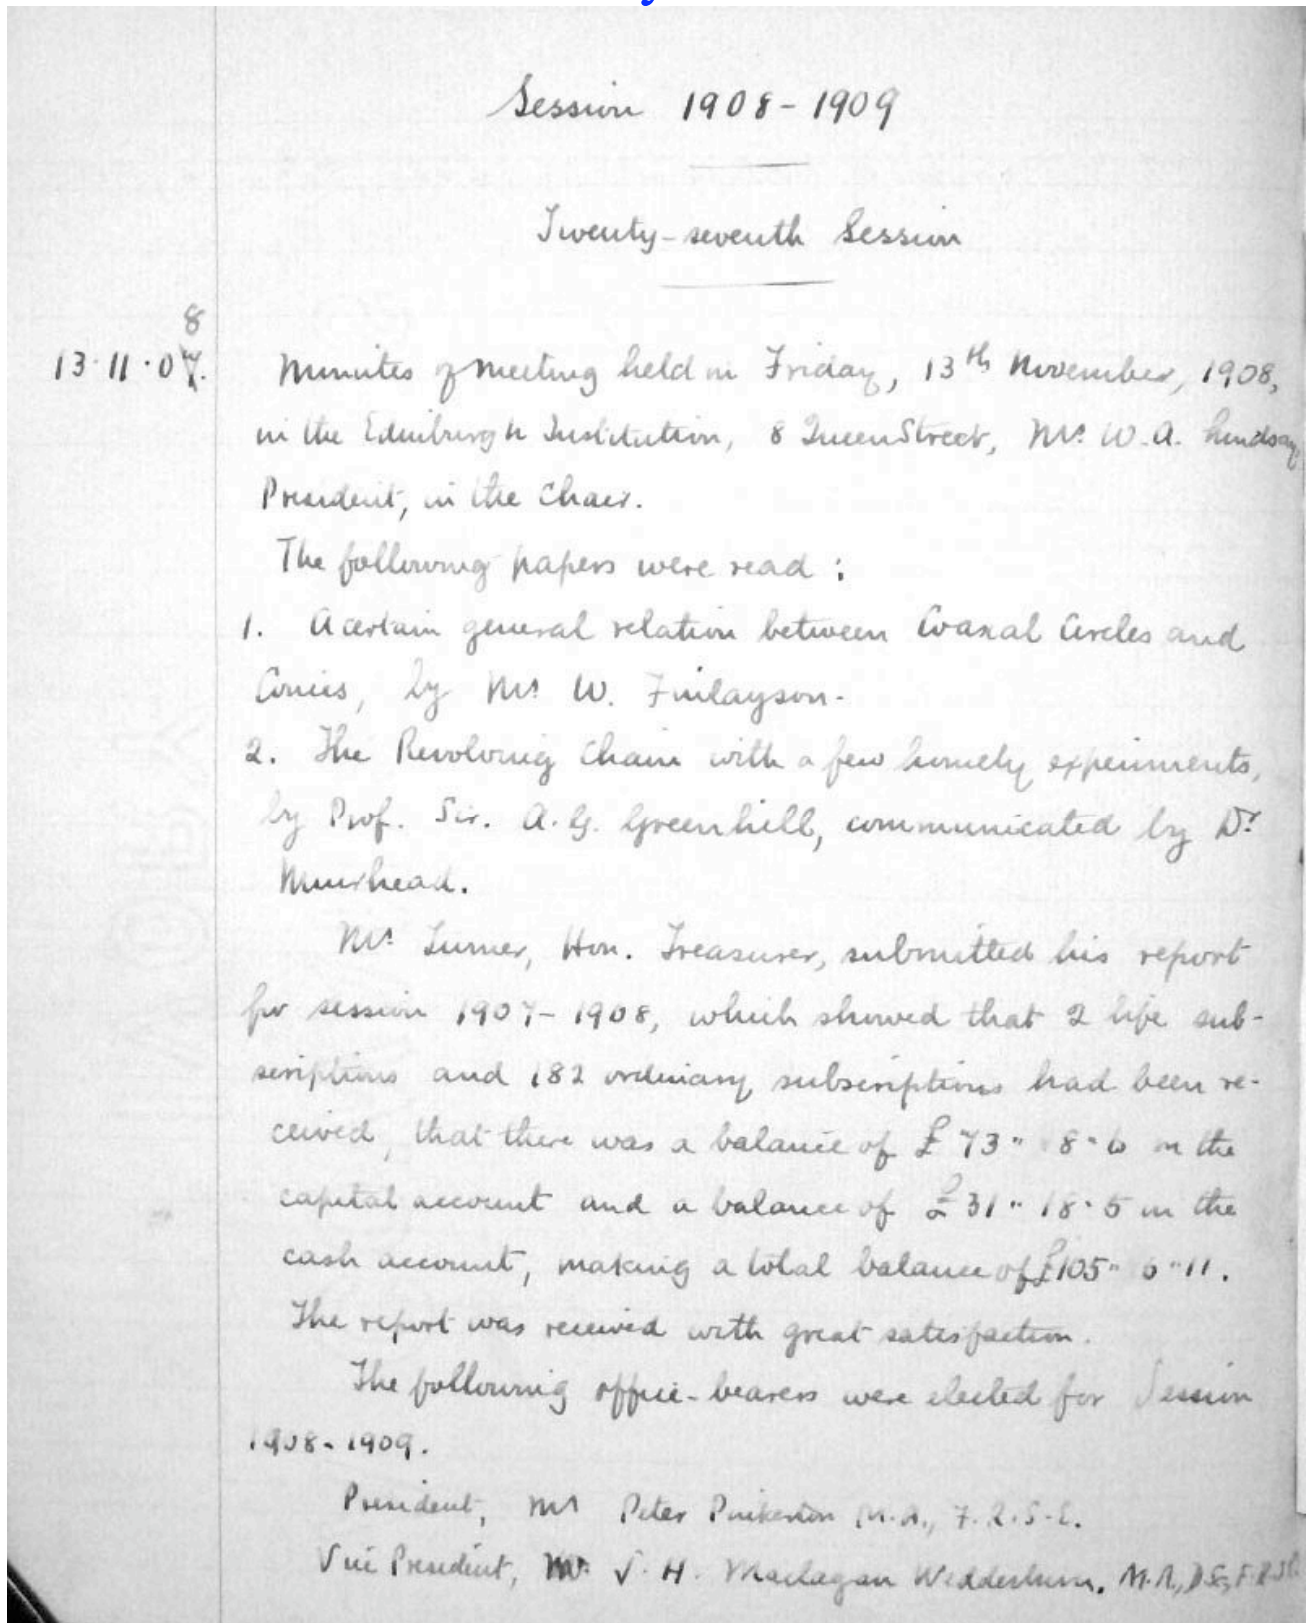 Session 1908-1909
Twenty-seventh Session
8
13.11.07.
Minutes of meeting held on Friday, 13th November, 1908,
in the Edinburgh Institution, 8 Queen Street, Mr W.A. Lindsay,
President, in the Chair.
The following papers were read :
1. A certain general relation between Coaxal Circles and
Conics, by Mr W. Finlayson.
2. The Revolving Chain with a few homely experiments,
by Prof. Sir. A.G. Greenhill, communicated by Dr
Muirhead.
Mr Turner, Hon. Treasurer, submitted his report
for session 1907-1908, which showed that 2 life sub-
scriptions and 182 ordinary subscriptions had been re-
ceived, that there was a balance of £73" 8"6 on the
capital account and a balance of £31" 18"5 on the
cash account, making a total balance of £105" 6"11.
The report was received with great satisfaction.
The following office-bearers were elected for Session
1908-1909.
President, Mr Peter Pinkerton M.A., F.R.S.E.
Vice President, Mr J. H. Maclagan Wedderburn, M.A., D.Sc, F.R.S.E.